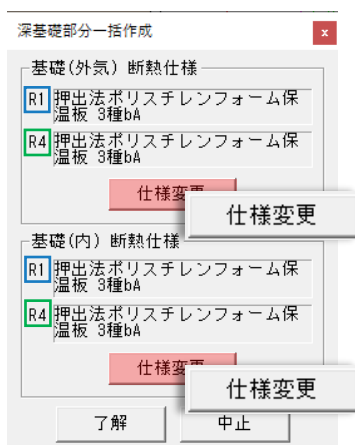 深基礎部分一括作成
x
基礎(外気) 断熱仕様
R1 押出法ポリスチレンフォーム保
温板 3種bA
R4 押出法ポリスチレンフォーム保
温板 3種bA
仕様変更
仕様変更
基礎(内) 断熱仕様
R1 押出法ポリスチレンフォーム保
温板 3種bA
R4 押出法ポリスチレンフォーム保
温板 3種bA
仕様変更
仕様変更
了解 中止